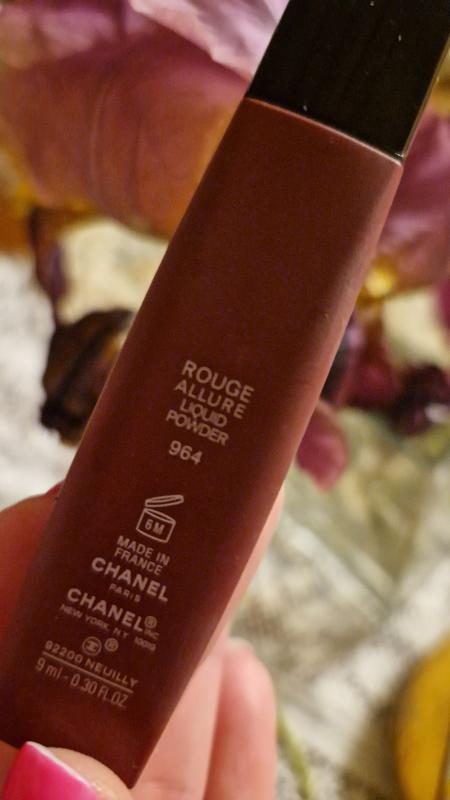 ROUGE
ALLURE
LIQUID
POWDER
964
6M
MADE IN
FRANCE
CHANEL
PARIS
CHANEL® INC
NEW YORK, N.Y. 10019
®
92200 NEUILLY
9 ml - 0.30 FL.OZ